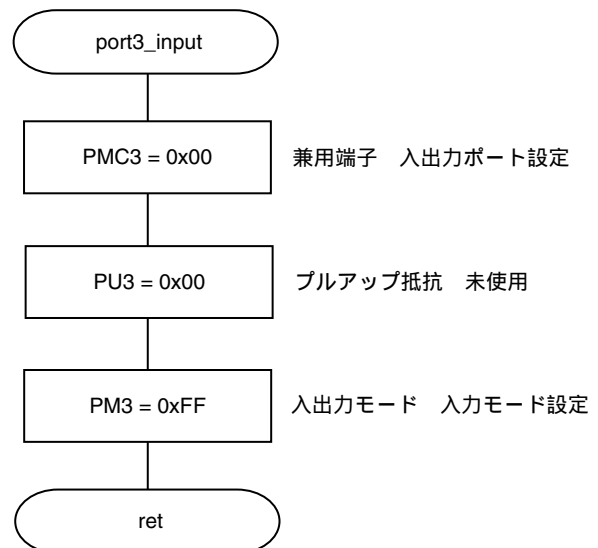 port3_input
PMC3 = 0x00 兼用端子　入出力ポート設定
PU3 = 0x00 プルアップ抵抗　未使用
PM3 = 0xFF 入出力モード　入力モード設定
ret